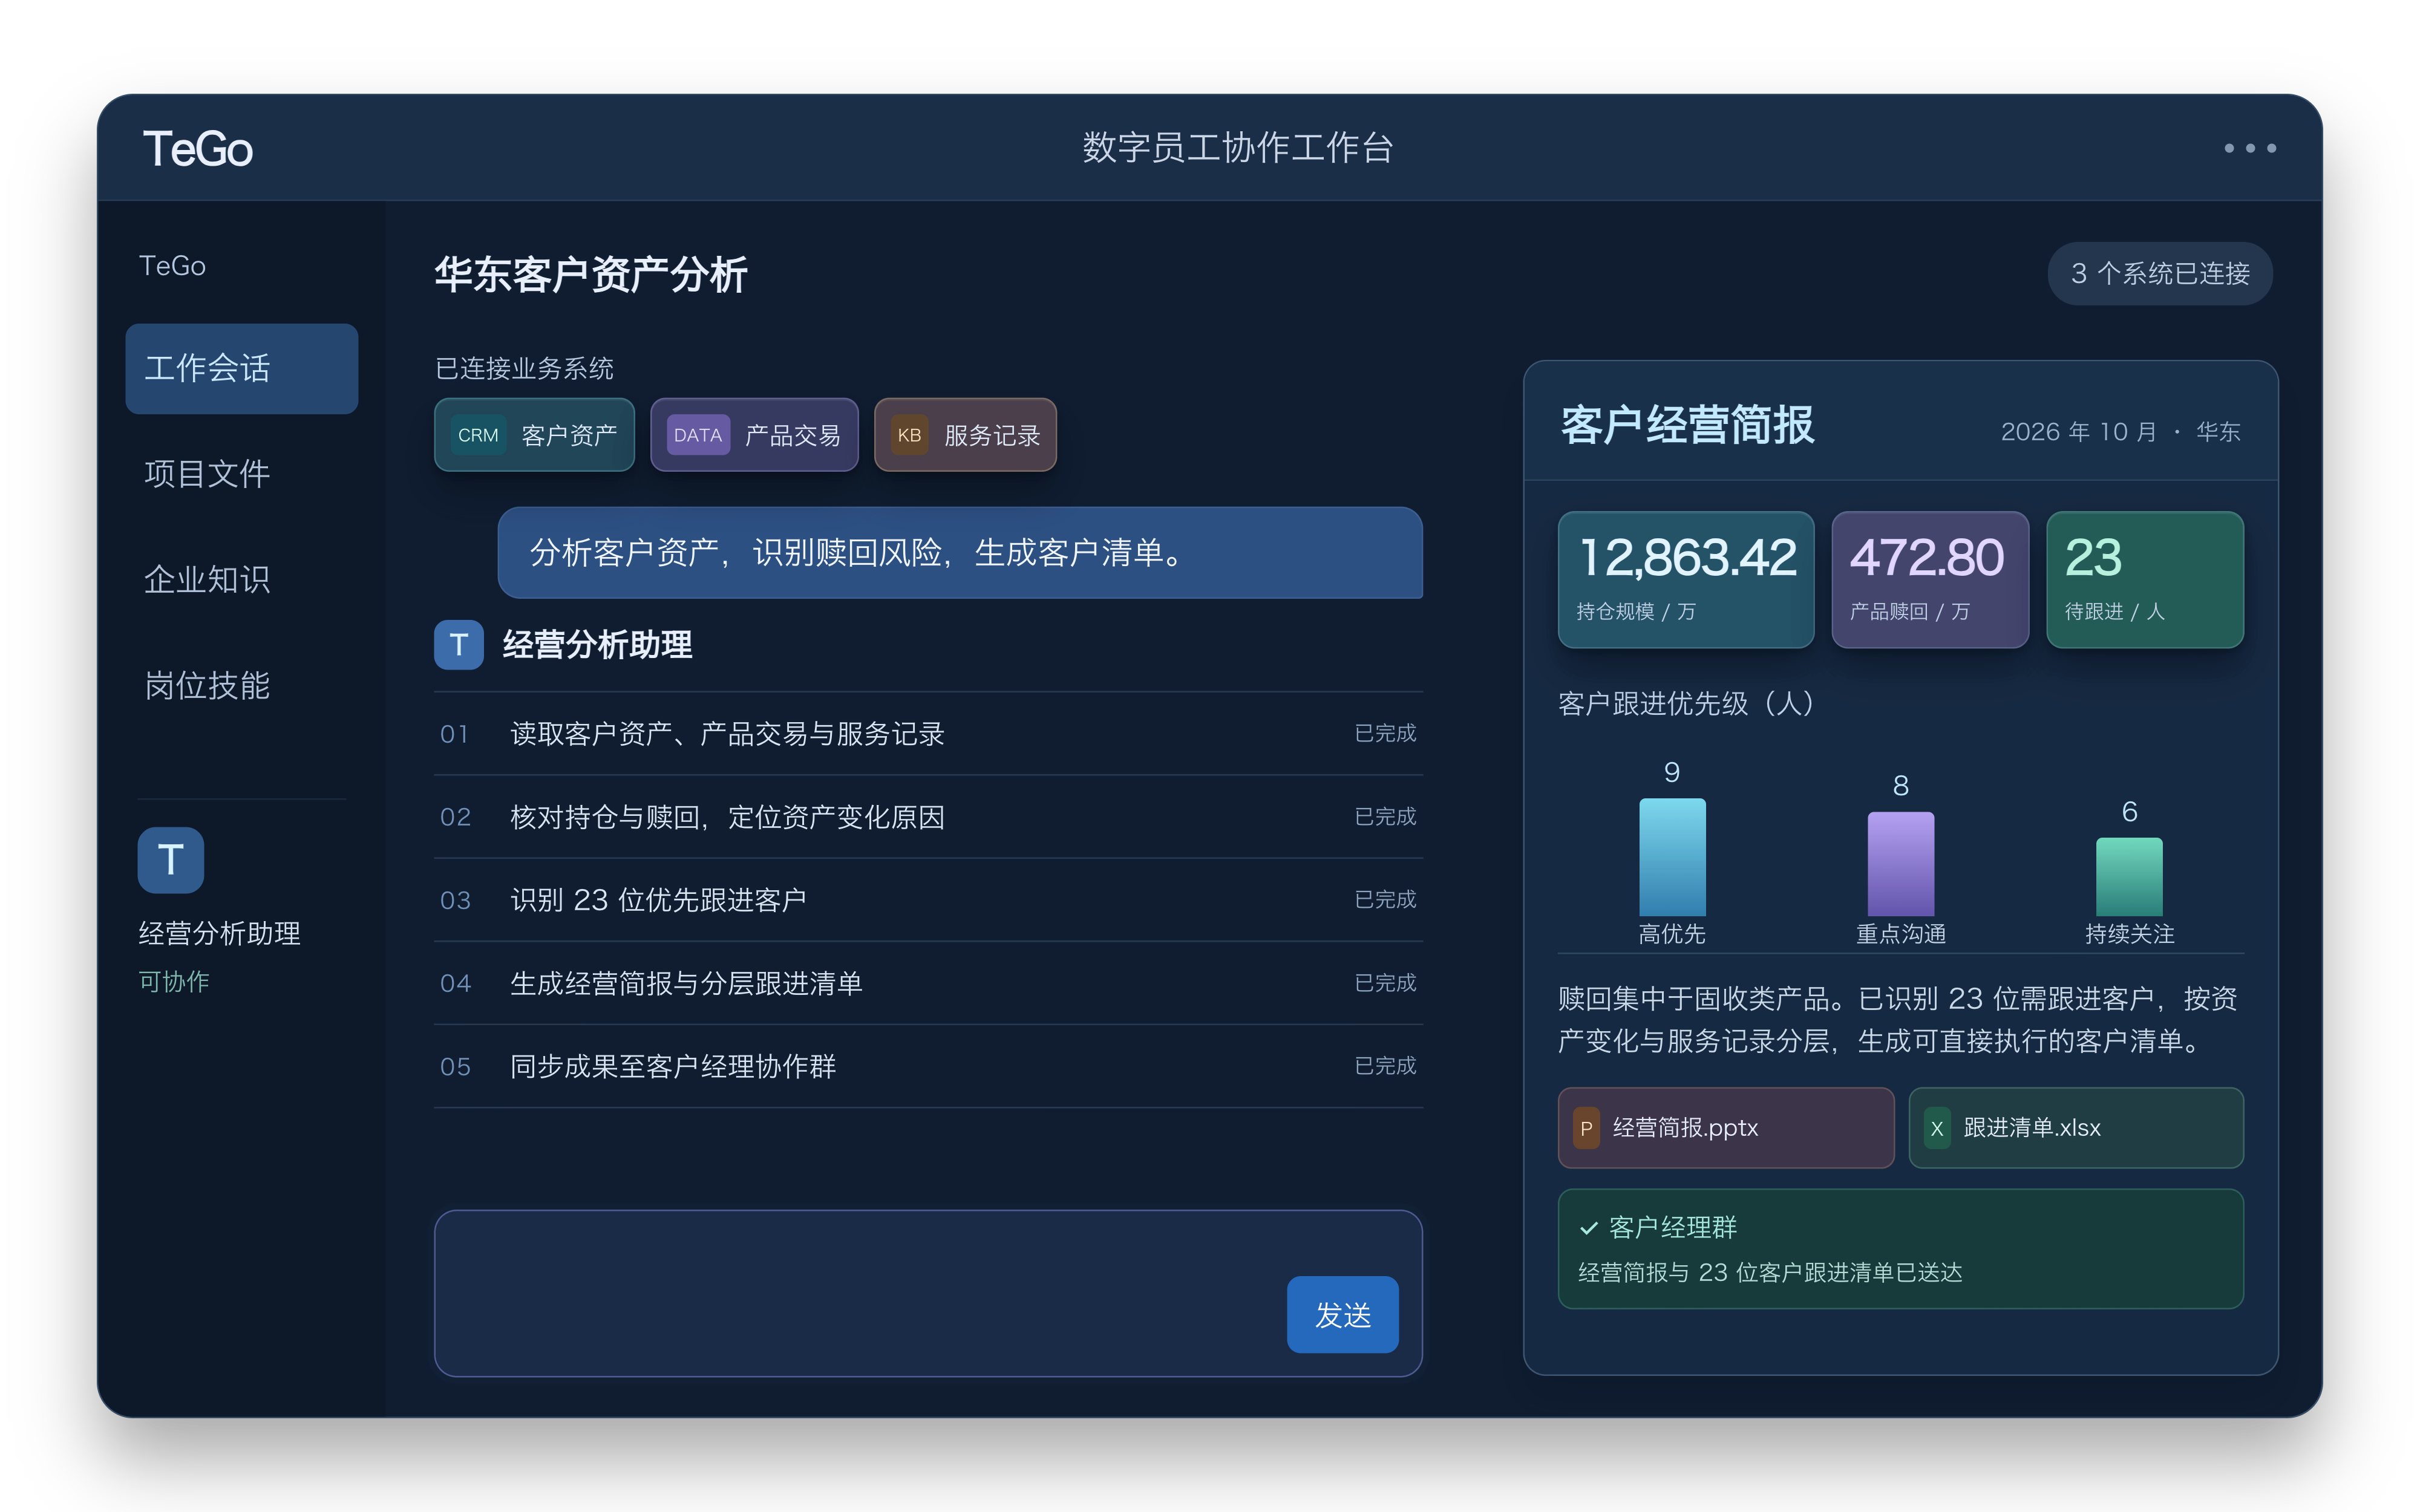 TeGo
数字员工协作工作台
TeGo
工作会话
项目文件
企业知识
岗位技能
T
经营分析助理
可协作
华东客户资产分析
3 个系统已连接
已连接业务系统
CRM 客户资产
DATA 产品交易
KB 服务记录
分析客户资产，识别赎回风险，生成客户清单。
T 经营分析助理
01 读取客户资产、产品交易与服务记录 已完成
02 核对持仓与赎回，定位资产变化原因 已完成
03 识别 23 位优先跟进客户 已完成
04 生成经营简报与分层跟进清单 已完成
05 同步成果至客户经理协作群 已完成
发送
客户经营简报
2026 年 10 月 · 华东
12,863.42
持仓规模 / 万
472.80
产品赎回 / 万
23
待跟进 / 人
客户跟进优先级（人）
9
高优先
8
重点沟通
6
持续关注
赎回集中于固收类产品。已识别 23 位需跟进客户，按资
产变化与服务记录分层，生成可直接执行的客户清单。
P 经营简报.pptx
X 跟进清单.xlsx
✓ 客户经理群
经营简报与 23 位客户跟进清单已送达